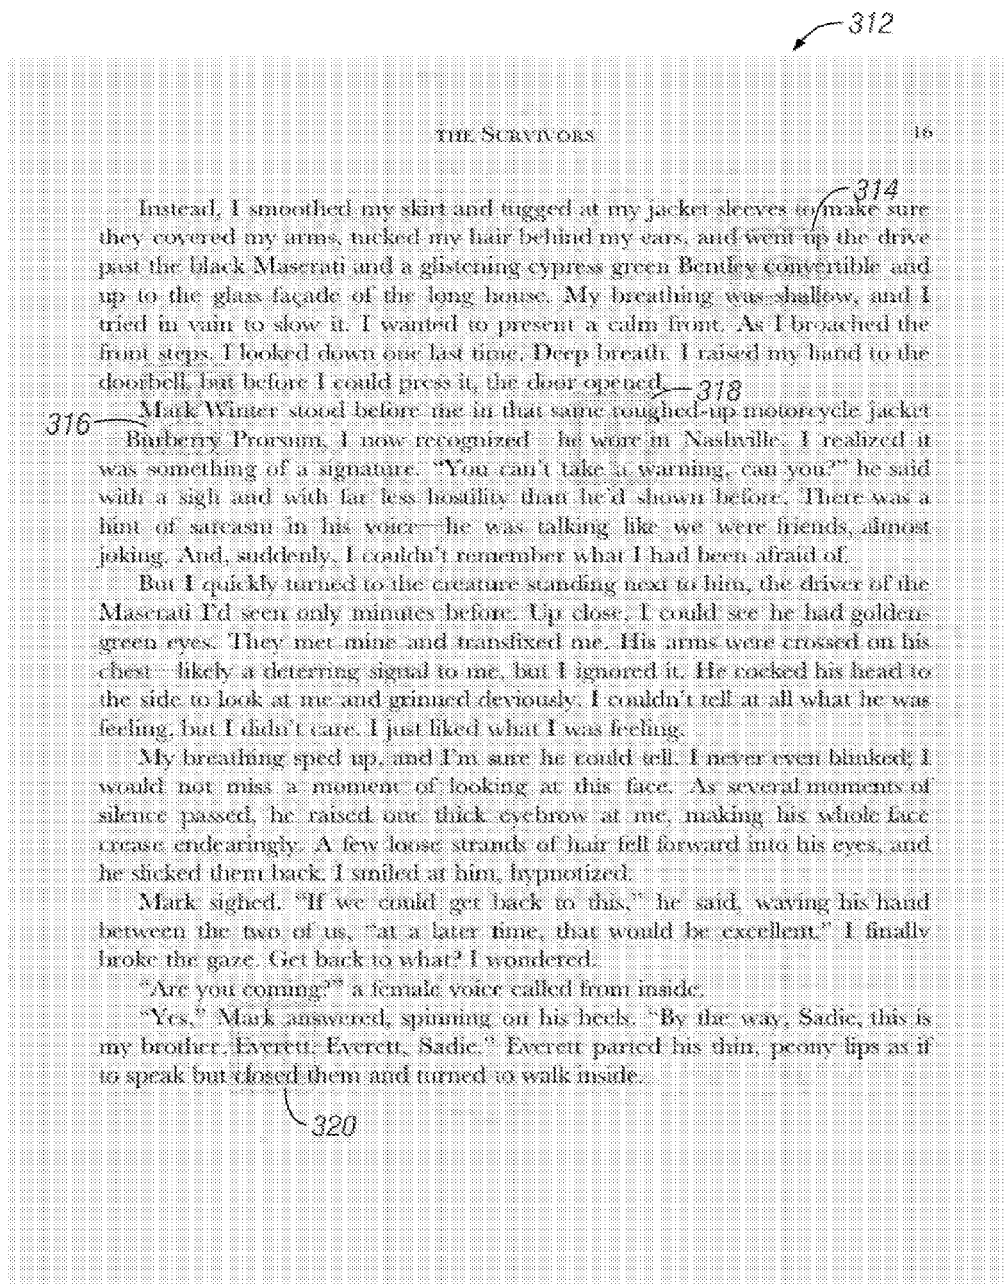 312
THE SURVIVORS 16
314
Instead, I smoothed my skirt and tugged at my jacket sleeves to make sure
they covered my arms, tucked my hair behind my ears, and went up the drive
past the black Maserati and a glistening cypress green Bentley convertible and
up to the glass façade of the long house. My breathing was shallow, and I
tried in vain to slow it. I wanted to present a calm front. As I broached the
front steps, I looked down one last time. Deep breath. I raised my hand to the
doorbell, but before I could press it, the door opened.
318
Mark Winter stood before me in that same roughed-up motorcycle jacket
316
Burberry Prorsum, I now recognized—he wore in Nashville. I realized it
was something of a signature. “You can’t take a warning, can you?” he said
with a sigh and with far less hostility than he’d shown before. There was a
hint of sarcasm in his voice—he was talking like we were friends, almost
joking. And, suddenly, I couldn’t remember what I had been afraid of.
But I quickly turned to the creature standing next to him, the driver of the
Maserati I’d seen only minutes before. Up close, I could see he had golden-
green eyes. They met mine and transfixed me. His arms were crossed on his
chest—likely a deterring signal to me, but I ignored it. He cocked his head to
the side to look at me and grinned deviously. I couldn’t tell at all what he was
feeling, but I didn’t care. I just liked what I was feeling.
My breathing sped up, and I’m sure he could tell. I never even blinked; I
would not miss a moment of looking at this face. As several moments of
silence passed, he raised one thick eyebrow at me, making his whole face
crease endearingly. A few loose strands of hair fell forward into his eyes, and
he slicked them back. I smiled at him, hypnotized.
Mark sighed. “If we could get back to this,” he said, waving his hand
between the two of us, “at a later time, that would be excellent.” I finally
broke the gaze. Get back to what? I wondered.
“Are you coming?” a female voice called from inside.
“Yes,” Mark answered, spinning on his heels. “By the way, Sadie, this is
my brother, Everett. Everett, Sadie.” Everett parted his thin, peony lips as if
to speak but closed them and turned to walk inside.
320